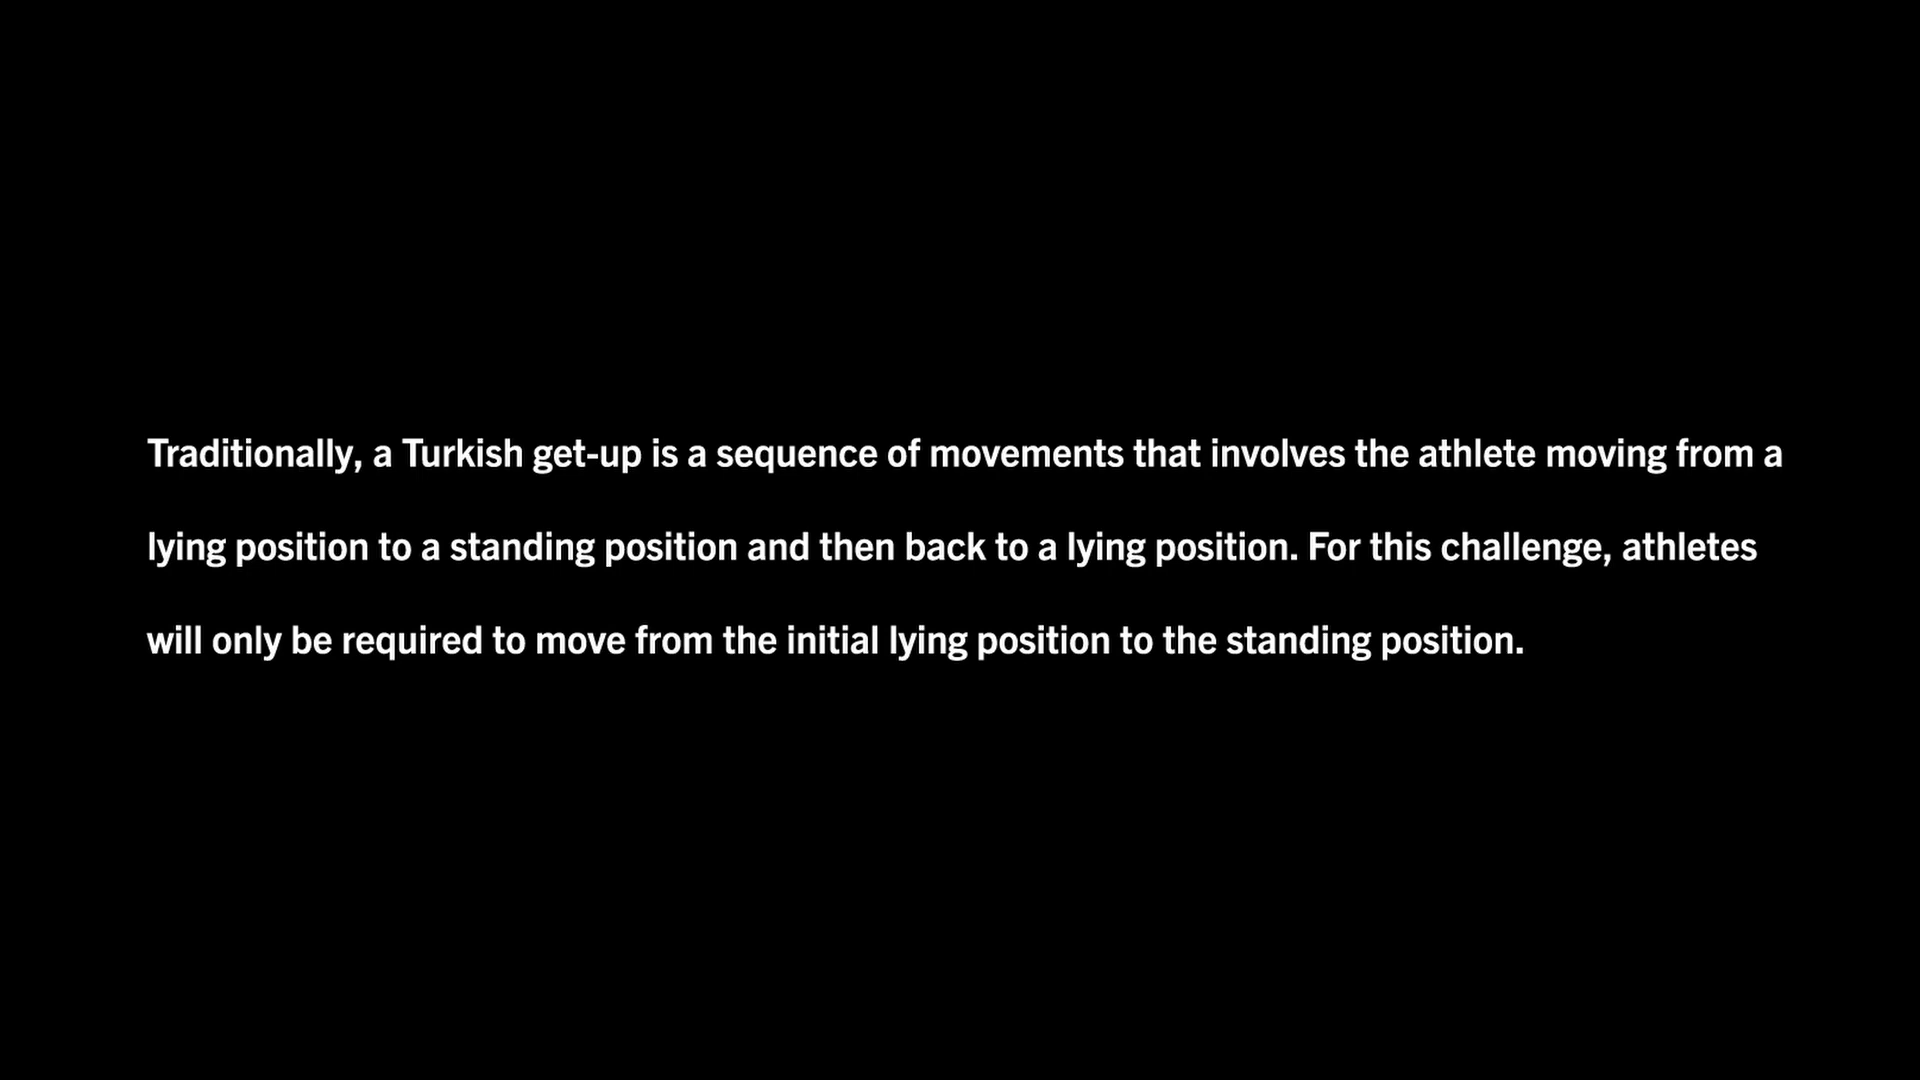 Traditionally, a Turkish get-up is a sequence of movements that involves the athlete moving from a
lying position to a standing position and then back to a lying position. For this challenge, athletes
will only be required to move from the initial lying position to the standing position.